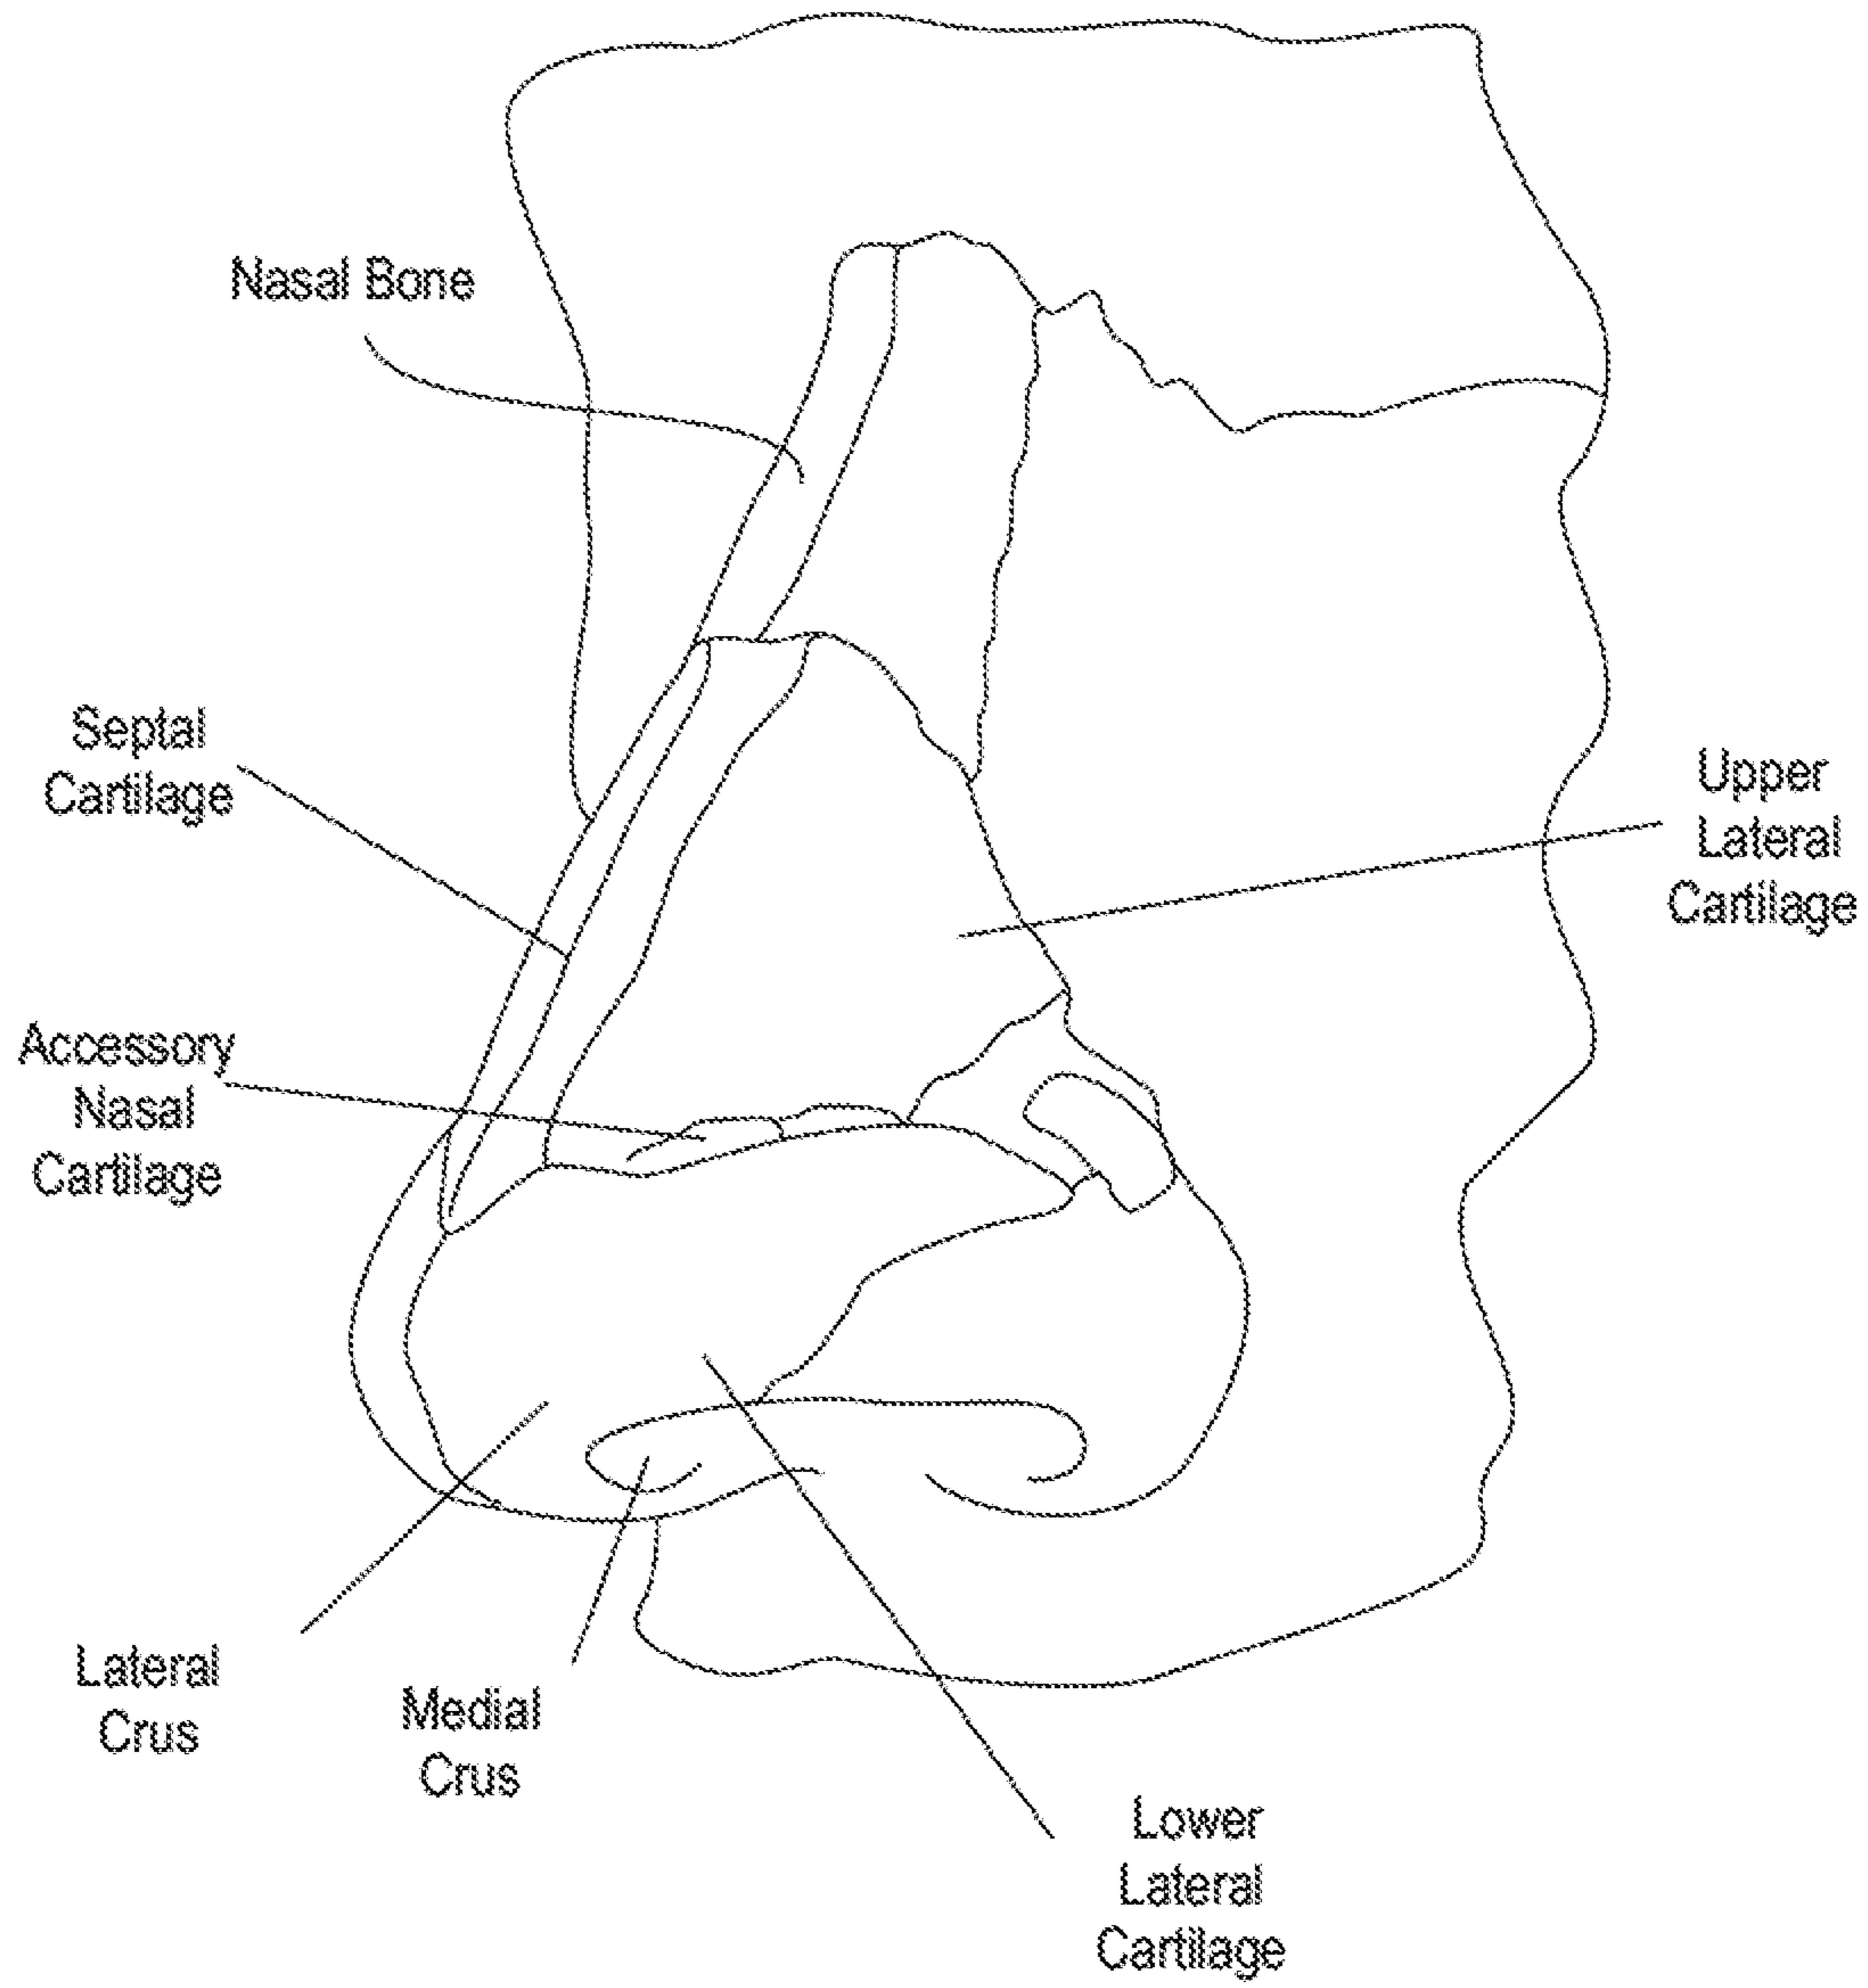 Nasal Bone
Septal
Cartilage
Upper
Lateral
Cartilage
Accessory
Nasal
Cartilage
Lateral
Crus
Medial
Crus
Lower
Lateral
Cartilage